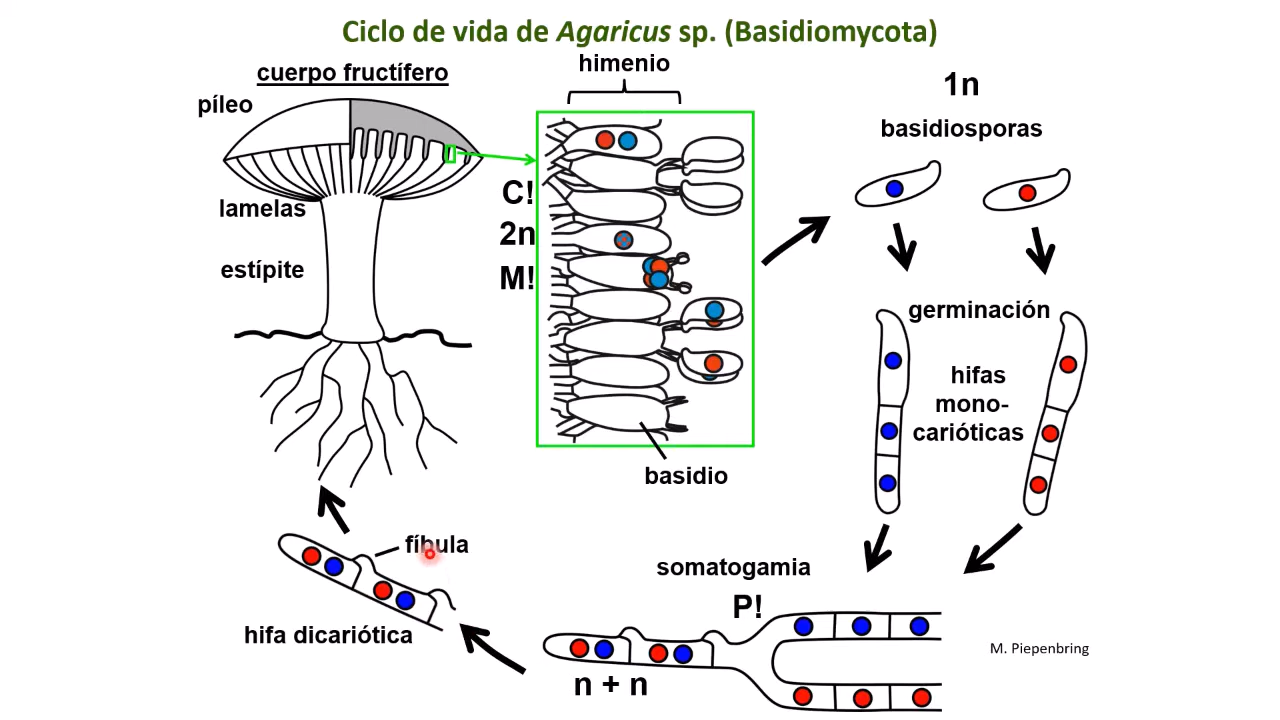 Ciclo de vida de Agaricus sp. (Basidiomycota)
cuerpo fructífero
himenio
1n
píleo
basidiosporas
C!
lamelas
2n
estípite
M!
germinación
hifas
mono-
carióticas
basidio
fíbula
somatogamia
P!
hifa dicariótica
M. Piepenbring
n + n